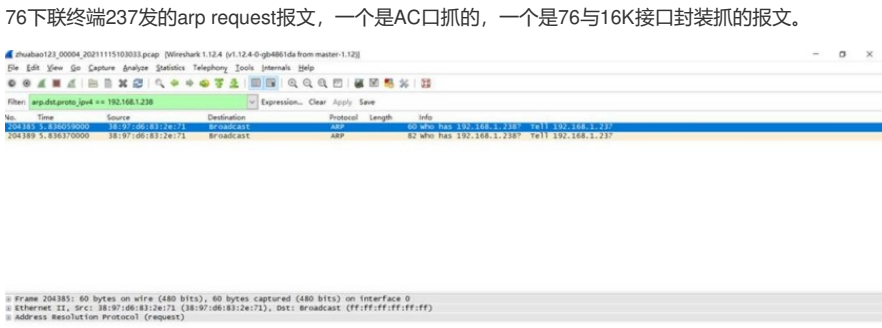 76下联终端237发的arp request报文，一个是AC口抓的，一个是76与16K接口封装抓的报文。
zhuabao123_00004_20211115103033.pcap [Wireshark 1.12.4 (v1.12.4-0-gb4861da from master-1.12)]
File Edit View Go Capture Analyze Statistics Telephony Tools Internals Help
Filter: arp.dst.proto_ipv4 == 192.168.1.238 Expression... Clear Apply Save
No. Time Source Destination Protocol Length Info
204385 5.836059000 38:97:d6:83:2e:71 Broadcast ARP 60 who has 192.168.1.238? Tell 192.168.1.237
204389 5.836370000 38:97:d6:83:2e:71 Broadcast ARP 82 who has 192.168.1.238? Tell 192.168.1.237
Frame 204385: 60 bytes on wire (480 bits), 60 bytes captured (480 bits) on interface 0
Ethernet II, Src: 38:97:d6:83:2e:71 (38:97:d6:83:2e:71), Dst: Broadcast (ff:ff:ff:ff:ff:ff)
Address Resolution Protocol (request)